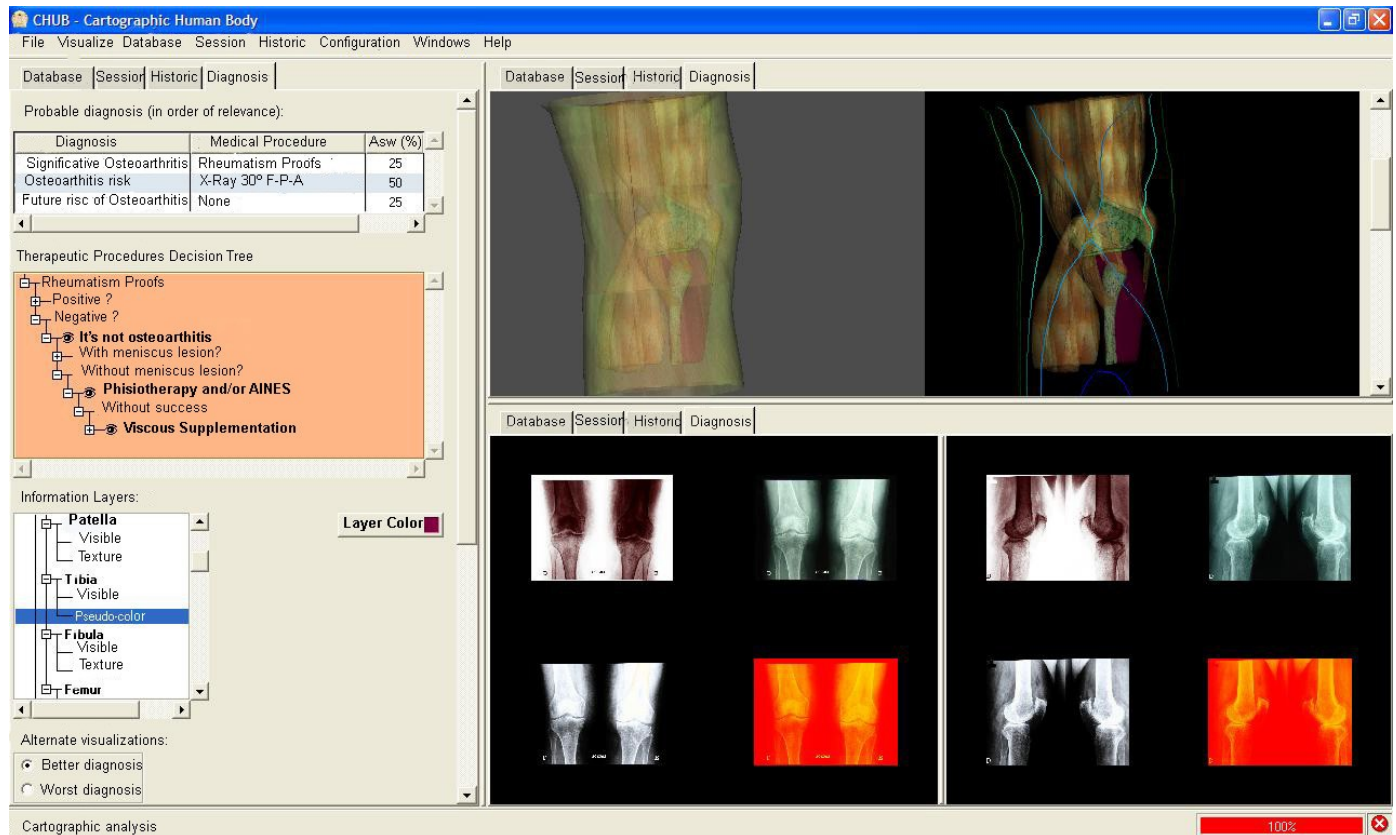 CHUB - Cartographic Human Body
File Visualize Database Session Historic Configuration Windows Help
Database Session Historic Diagnosis
Probable diagnosis (in order of relevance):
Diagnosis Medical Procedure Asw (%)
Significative Osteoarthritis Rheumatism Proofs 25
Osteoarthitis risk X-Ray 30º F-P-A 50
Future risc of Osteoarthitis None 25
Therapeutic Procedures Decision Tree
Rheumatism Proofs
Positive ?
Negative ?
It's not osteoarthitis
With meniscus lesion?
Without meniscus lesion?
Phisiotherapy and/or AINES
Without success
Viscous Supplementation
Information Layers:
Patella
Visible
Texture
Tibia
Visible
Pseudo-color
Fibula
Visible
Texture
Femur
Layer Color
Alternate visualizations:
Better diagnosis
Worst diagnosis
Database Session Historic Diagnosis
Database Session Historic Diagnosis
Cartographic analysis
100%